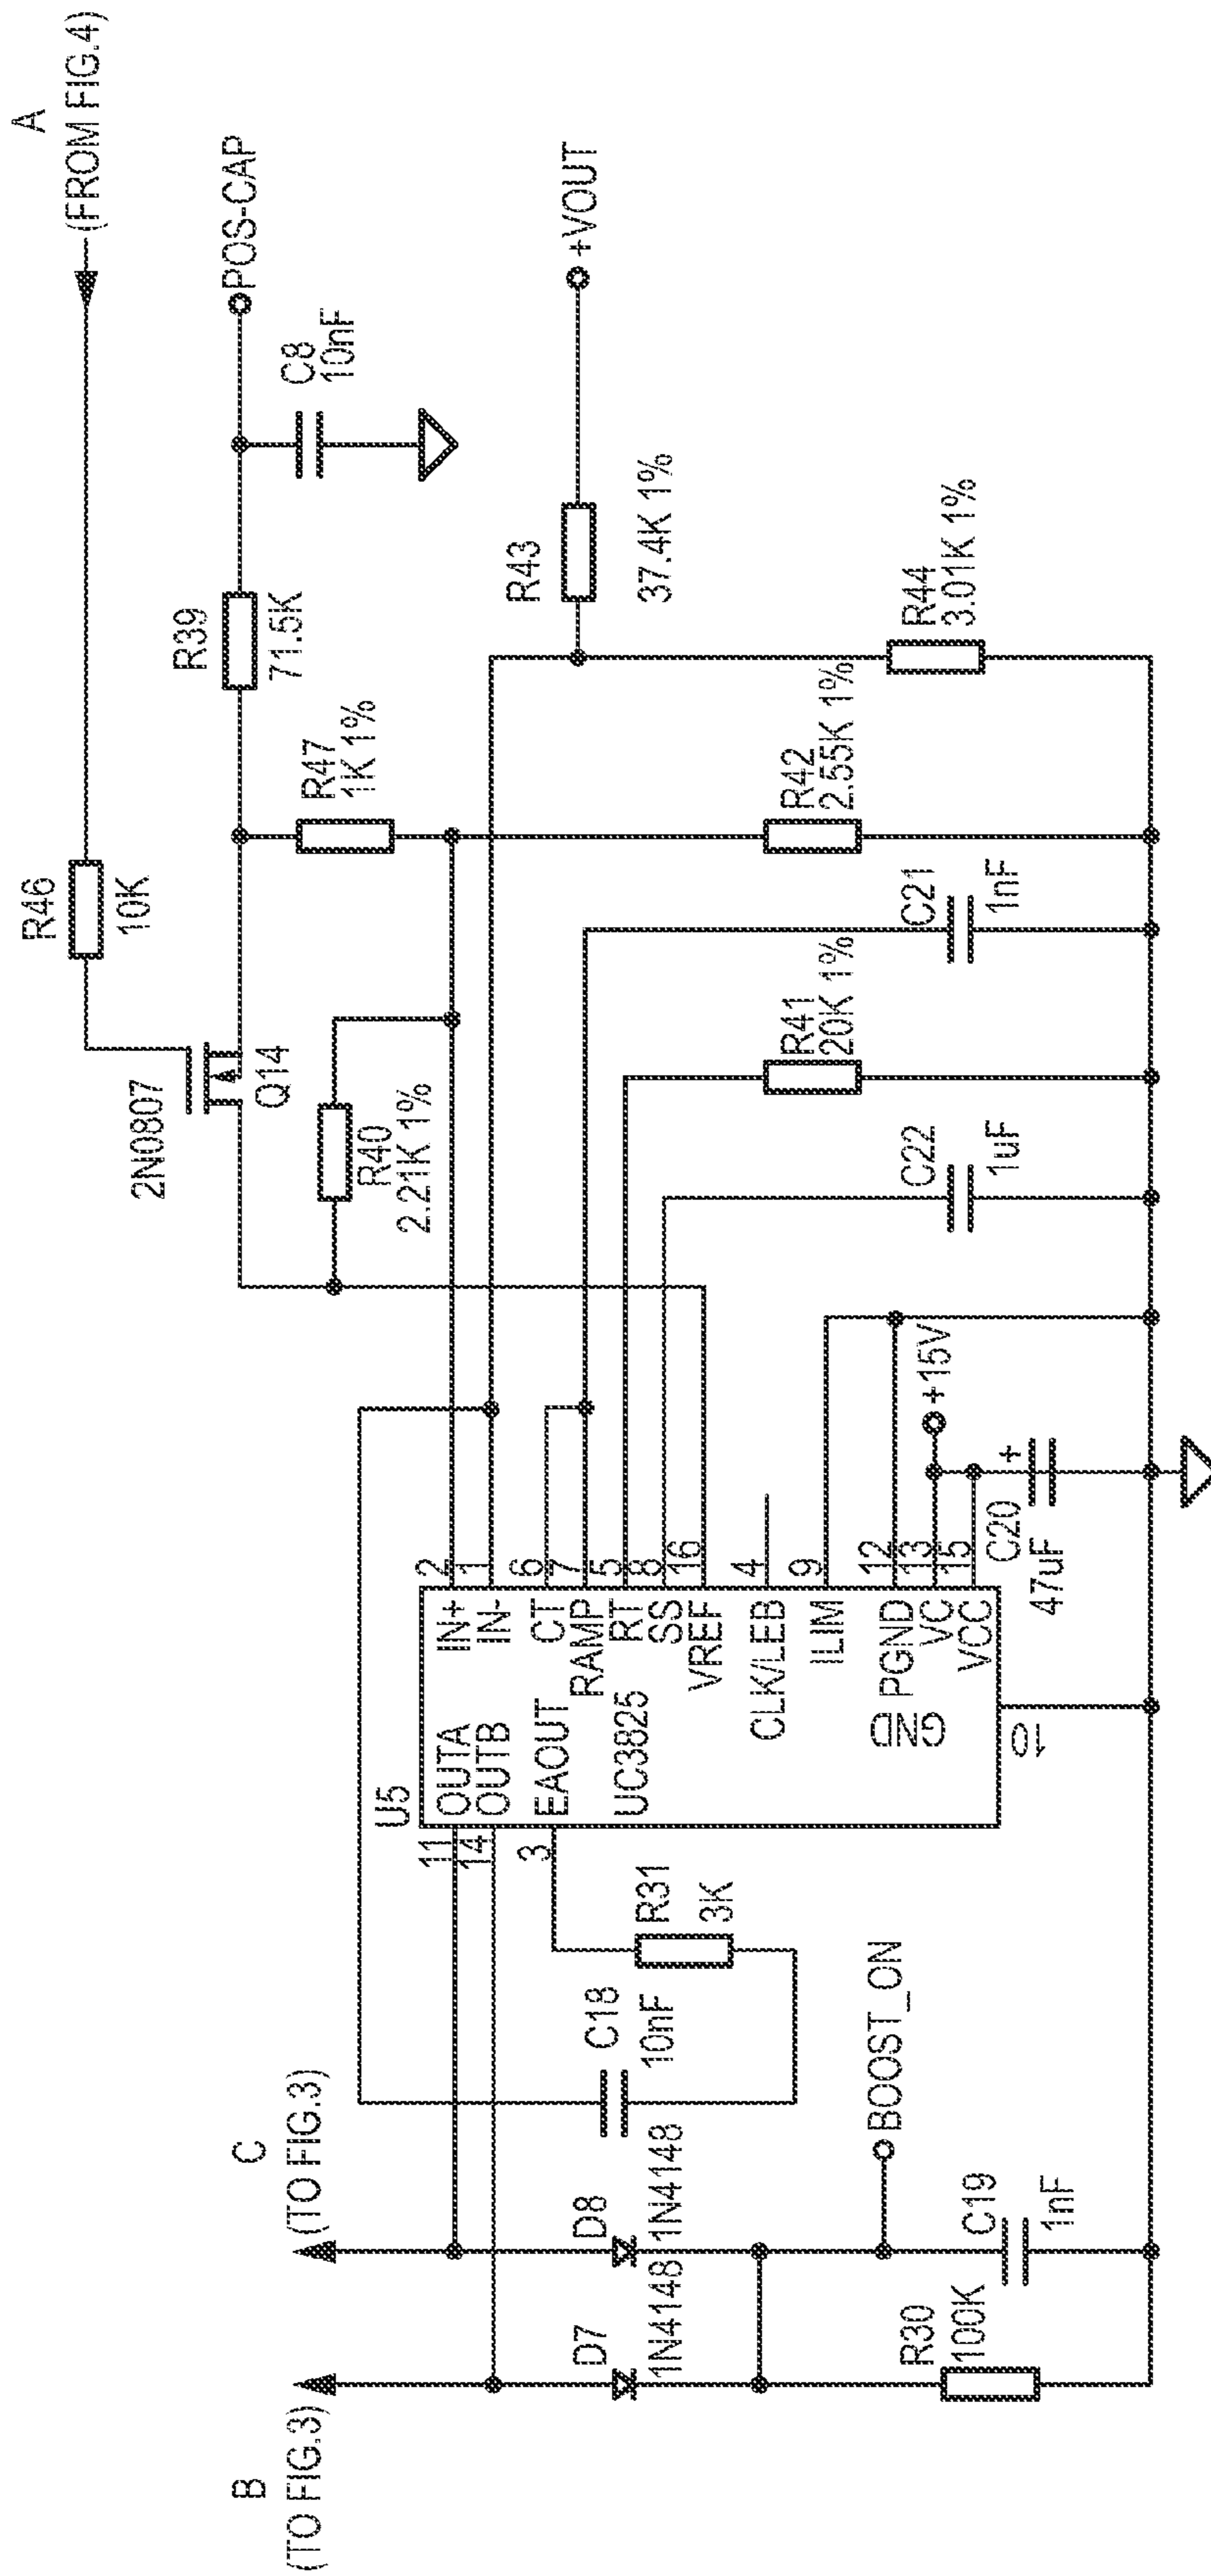 A
(FROM FIG.4)
R46
10K
POS-CAP
C8
10nF
R39
71.5K
R47
1K 1%
2N0807
Q14
R40
2.21K 1%
+VOUT
R43
37.4K 1%
R44
3.01K 1%
R42
2.55K 1%
C21
1nF
R41
20K 1%
C22
1uF
+15V
+
C20
47uF
U5
UC3825
2
IN+
1
IN-
6
CT
7
RAMP
5
RT
8
SS
16
VREF
4
CLK/LEB
9
ILIM
12
PGND
13
VC
15
VCC
GND
10
11
OUTA
14
OUTB
3
EAOUT
R31
3K
C18
10nF
C
(TO FIG.3)
B
(TO FIG.3)
D8
1N4148
D7
1N4148
BOOST_ON
C19
1nF
R30
100K